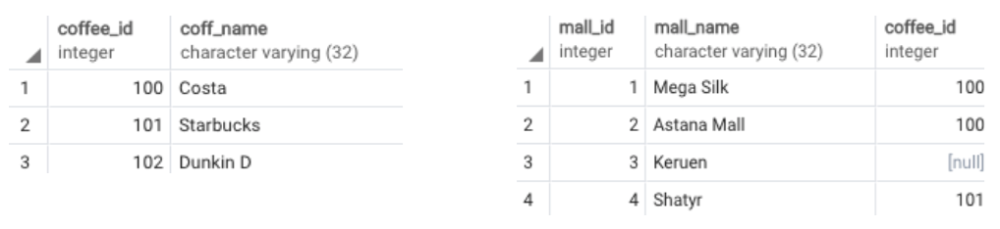 coffee_id coff_name
integer character varying (32)
1 100 Costa
2 101 Starbucks
3 102 Dunkin D
mall_id mall_name coffee_id
integer character varying (32) integer
1 1 Mega Silk 100
2 2 Astana Mall 100
3 3 Keruen [null]
4 4 Shatyr 101